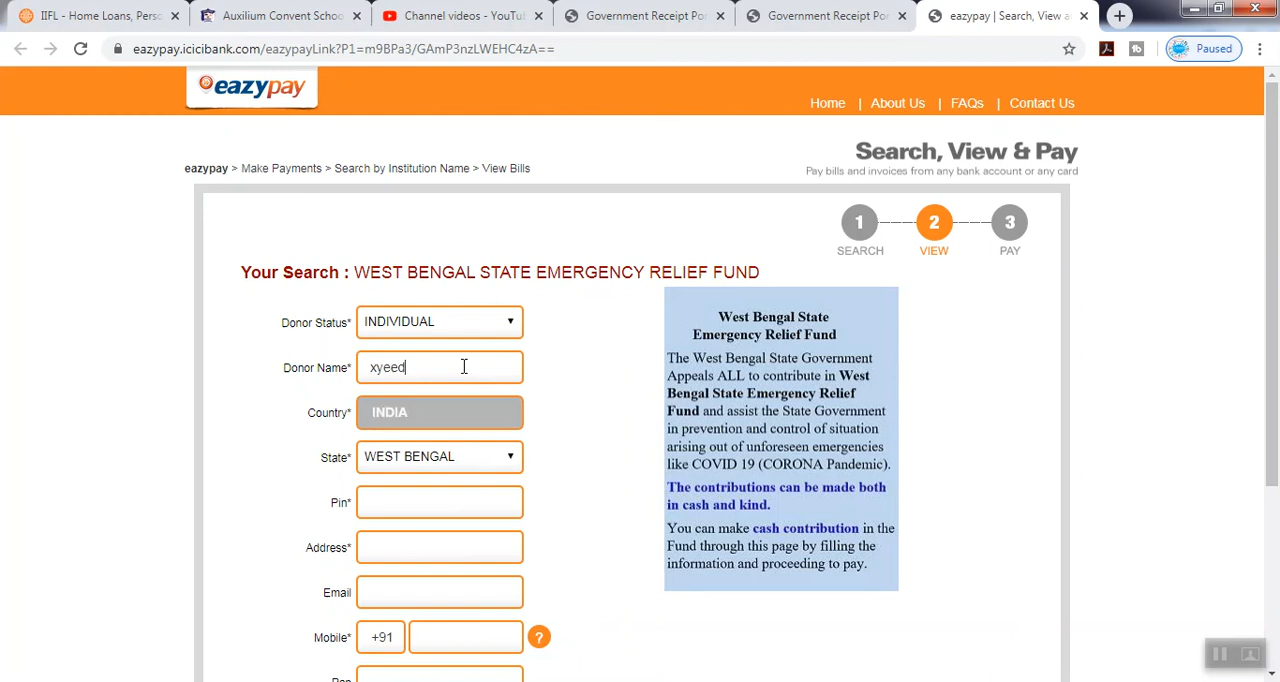 IIFL - Home Loans, Perso
Auxilium Convent Schoo
Channel videos - YouTu
Government Receipt Por
Government Receipt Por
eazypay | Search, View a
eazypay.icicibank.com/eazypayLink?P1=m9BPa3/GAmP3nzLWEHC4zA==
Paused
eazypay
Home | About Us | FAQs | Contact Us
Search, View & Pay
Pay bills and invoices from any bank account or any card
eazypay > Make Payments > Search by Institution Name > View Bills
1 2 3
SEARCH VIEW PAY
Your Search : WEST BENGAL STATE EMERGENCY RELIEF FUND
Donor Status* INDIVIDUAL
Donor Name* xyeed
Country* INDIA
State* WEST BENGAL
Pin*
Address*
Email
Mobile* +91 ?
West Bengal State
Emergency Relief Fund
The West Bengal State Government
Appeals ALL to contribute in West
Bengal State Emergency Relief
Fund and assist the State Government
in prevention and control of situation
arising out of unforeseen emergencies
like COVID 19 (CORONA Pandemic).
The contributions can be made both
in cash and kind.
You can make cash contribution in the
Fund through this page by filling the
information and proceeding to pay.